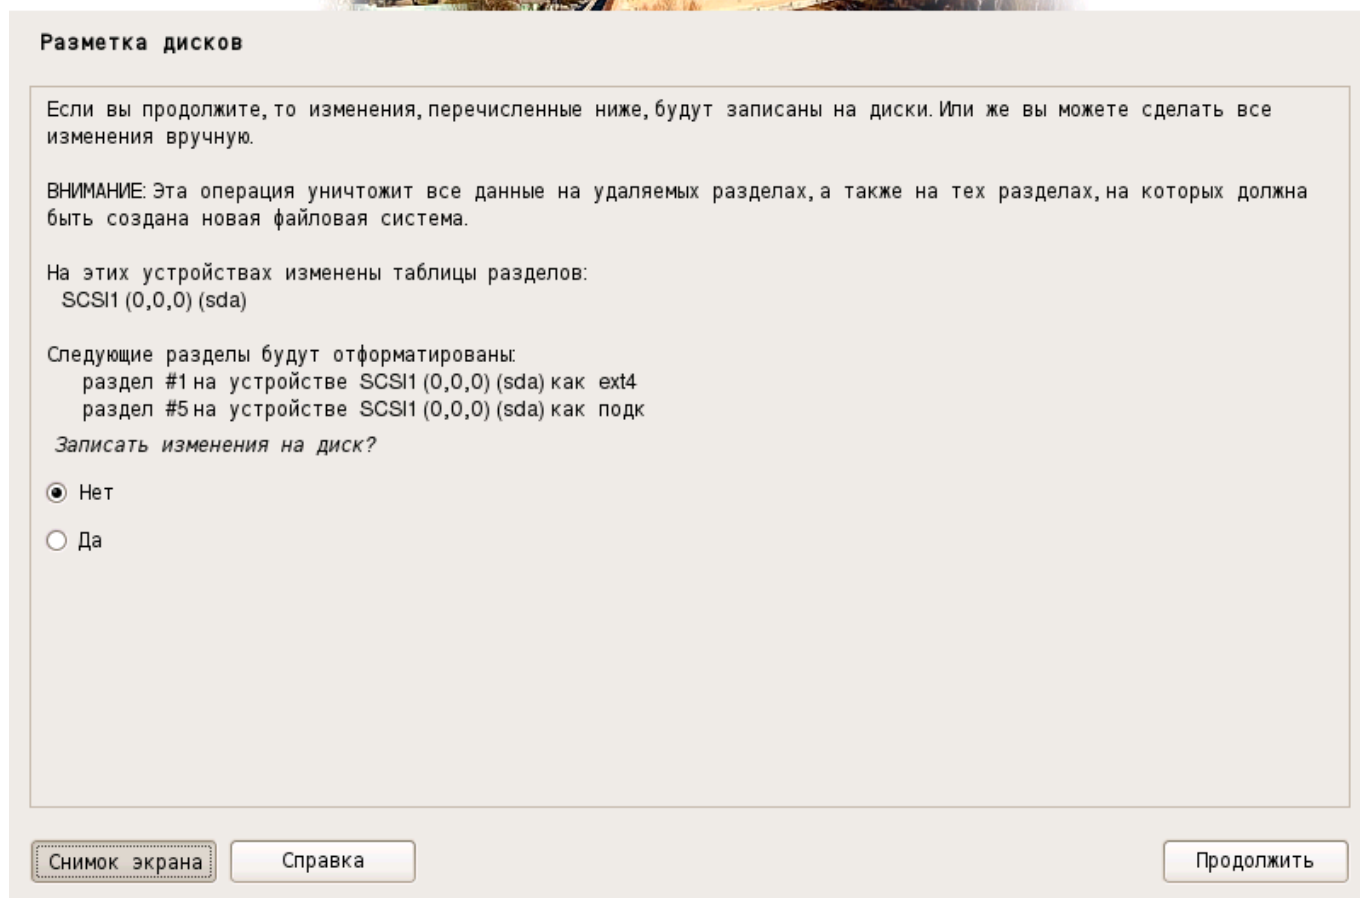 Разметка дисков
Если вы продолжите, то изменения, перечисленные ниже, будут записаны на диски. Или же вы можете сделать все
изменения вручную.
ВНИМАНИЕ: Эта операция уничтожит все данные на удаляемых разделах, а также на тех разделах, на которых должна
быть создана новая файловая система.
На этих устройствах изменены таблицы разделов:
SCSI1 (0,0,0) (sda)
Следующие разделы будут отформатированы:
раздел #1 на устройстве SCSI1 (0,0,0) (sda) как ext4
раздел #5 на устройстве SCSI1 (0,0,0) (sda) как подк
Записать изменения на диск?
Нет
Да
Снимок экрана
Справка
Продолжить